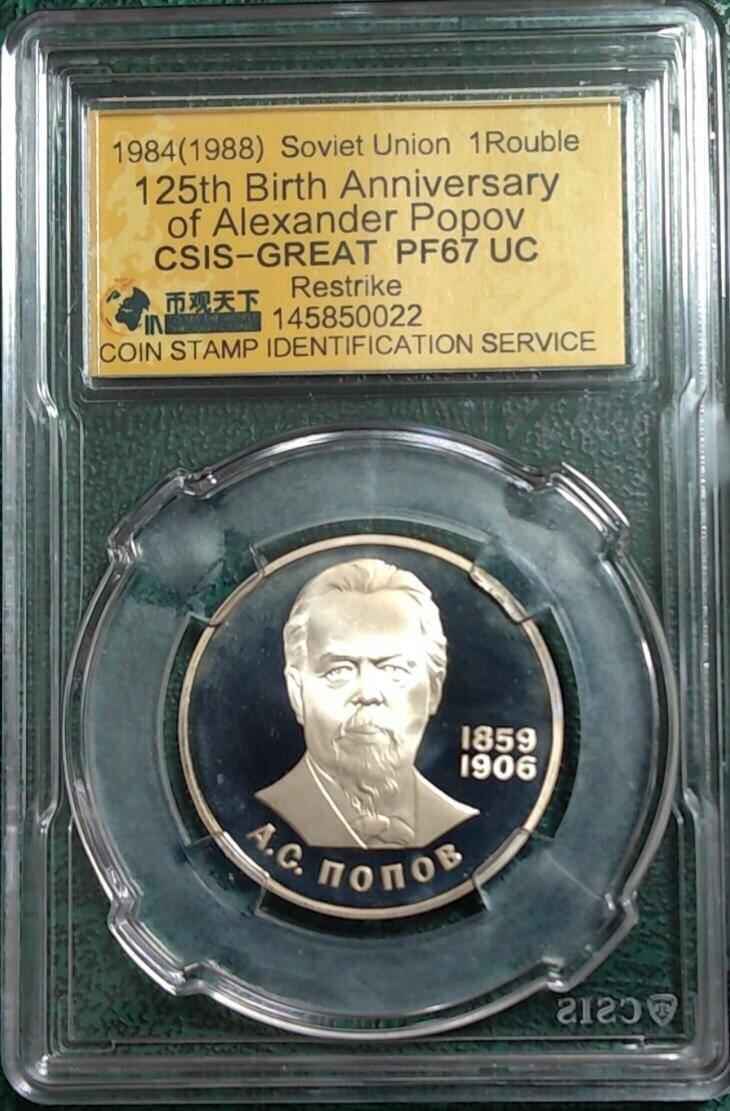 1984(1988) Soviet Union 1Rouble
125th Birth Anniversary
of Alexander Popov
CSIS-GREAT PF67 UC
Restrike
币观天下
IN
145850022
COIN STAMP IDENTIFICATION SERVICE
1859
1906
А.С. ПОПОВ
CSIS